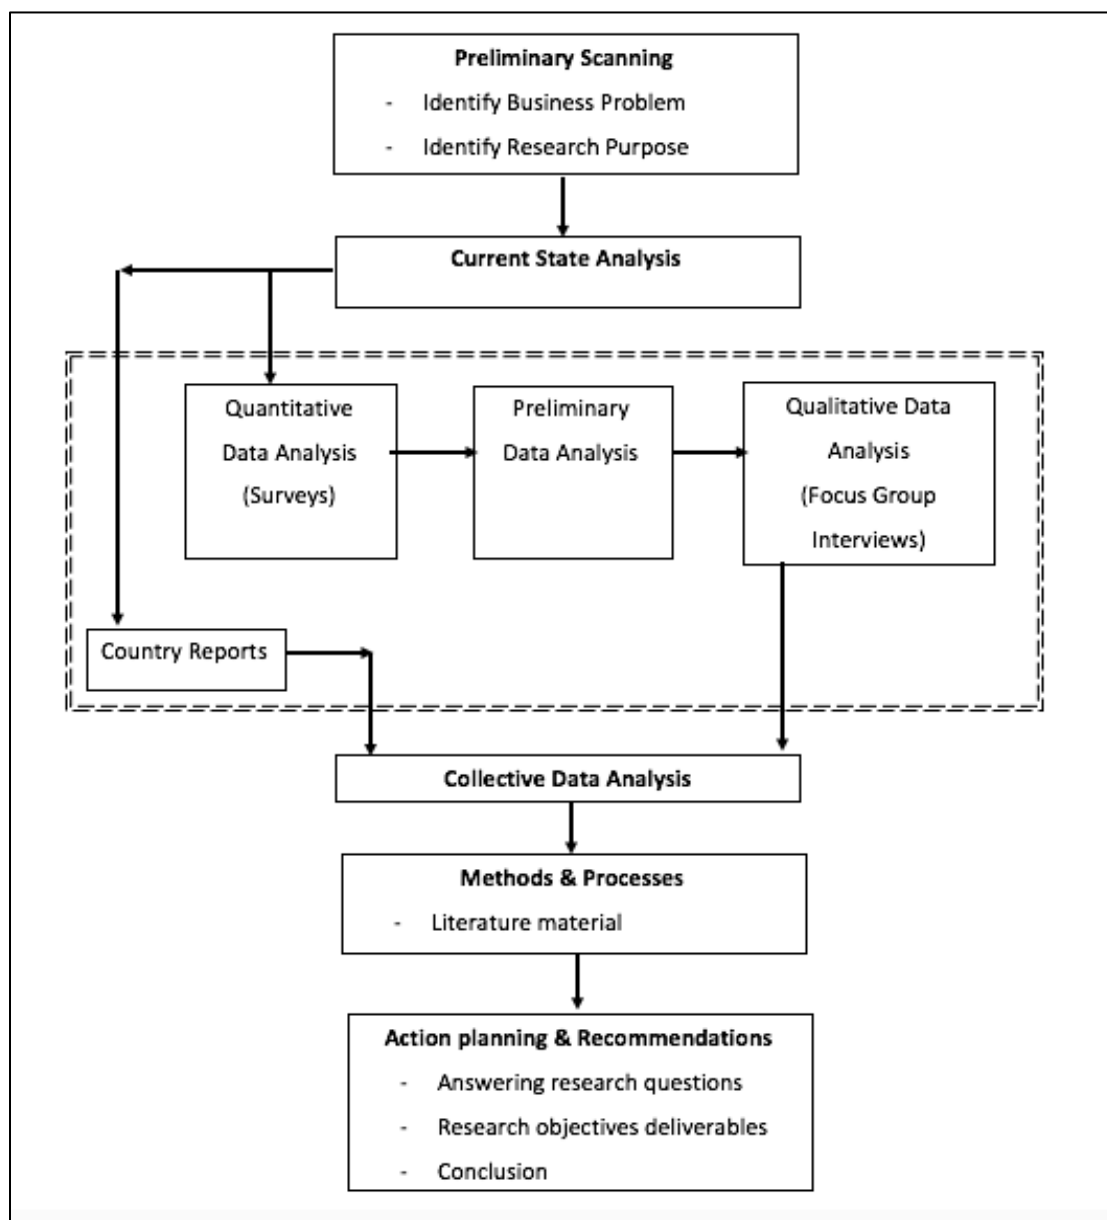 Preliminary Scanning
- Identify Business Problem
- Identify Research Purpose
Current State Analysis
Quantitative
Data Analysis
(Surveys)
Preliminary
Data Analysis
Qualitative Data
Analysis
(Focus Group
Interviews)
Country Reports
Collective Data Analysis
Methods & Processes
- Literature material
Action planning & Recommendations
- Answering research questions
- Research objectives deliverables
- Conclusion